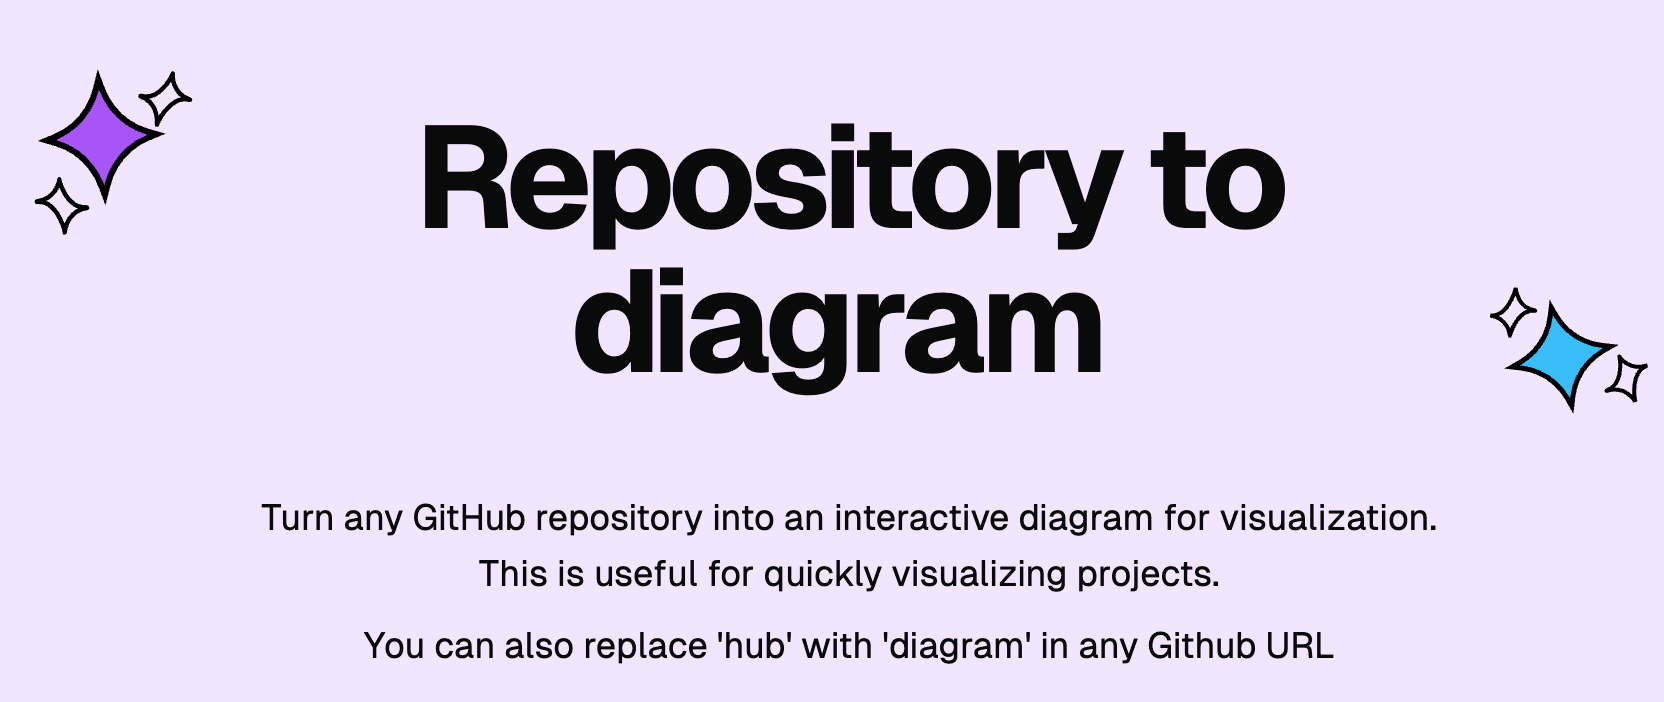 Repository to
diagram
Turn any GitHub repository into an interactive diagram for visualization.
This is useful for quickly visualizing projects.
You can also replace 'hub' with 'diagram' in any Github URL